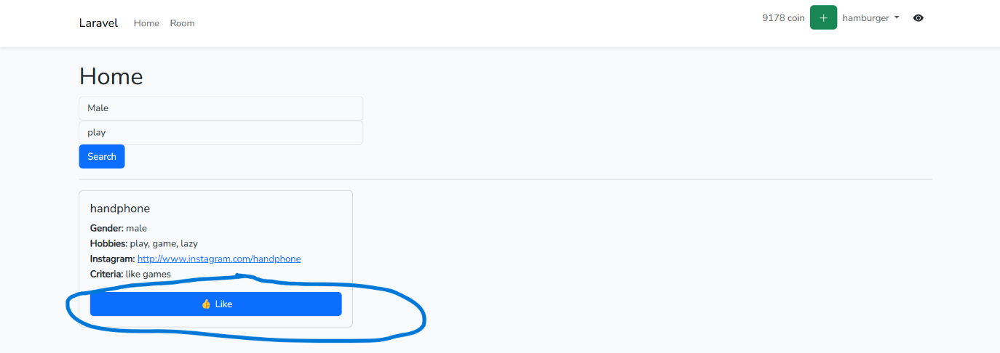 Laravel Home Room 9178 coin + hamburger
Home
Male
play
Search
handphone
Gender: male
Hobbies: play, game, lazy
Instagram: http://www.instagram.com/handphone
Criteria: like games
👍 Like